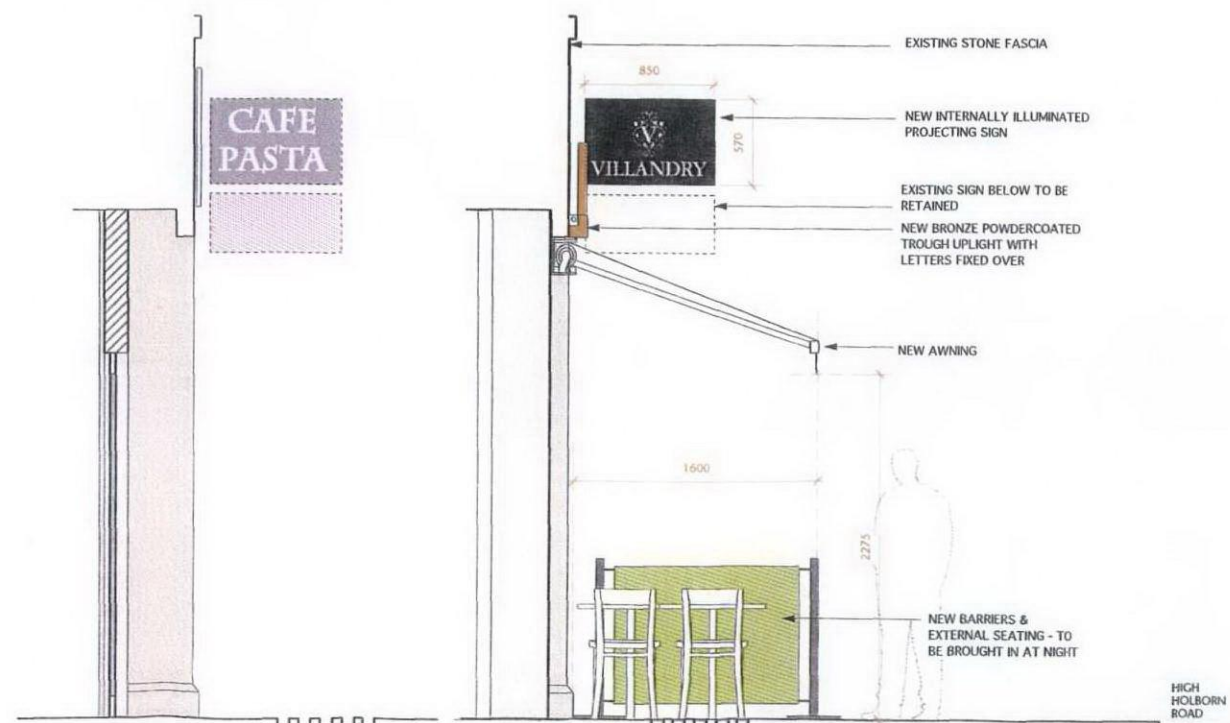 CAFE
PASTA
EXISTING STONE FASCIA
850
NEW INTERNALLY ILLUMINATED
PROJECTING SIGN
570
V
VILLANDRY
EXISTING SIGN BELOW TO BE
RETAINED
NEW BRONZE POWDERCOATED
TROUGH UPLIGHT WITH
LETTERS FIXED OVER
NEW AWNING
1600
2275
NEW BARRIERS &
EXTERNAL SEATING - TO
BE BROUGHT IN AT NIGHT
HIGH
HOLBORN
ROAD